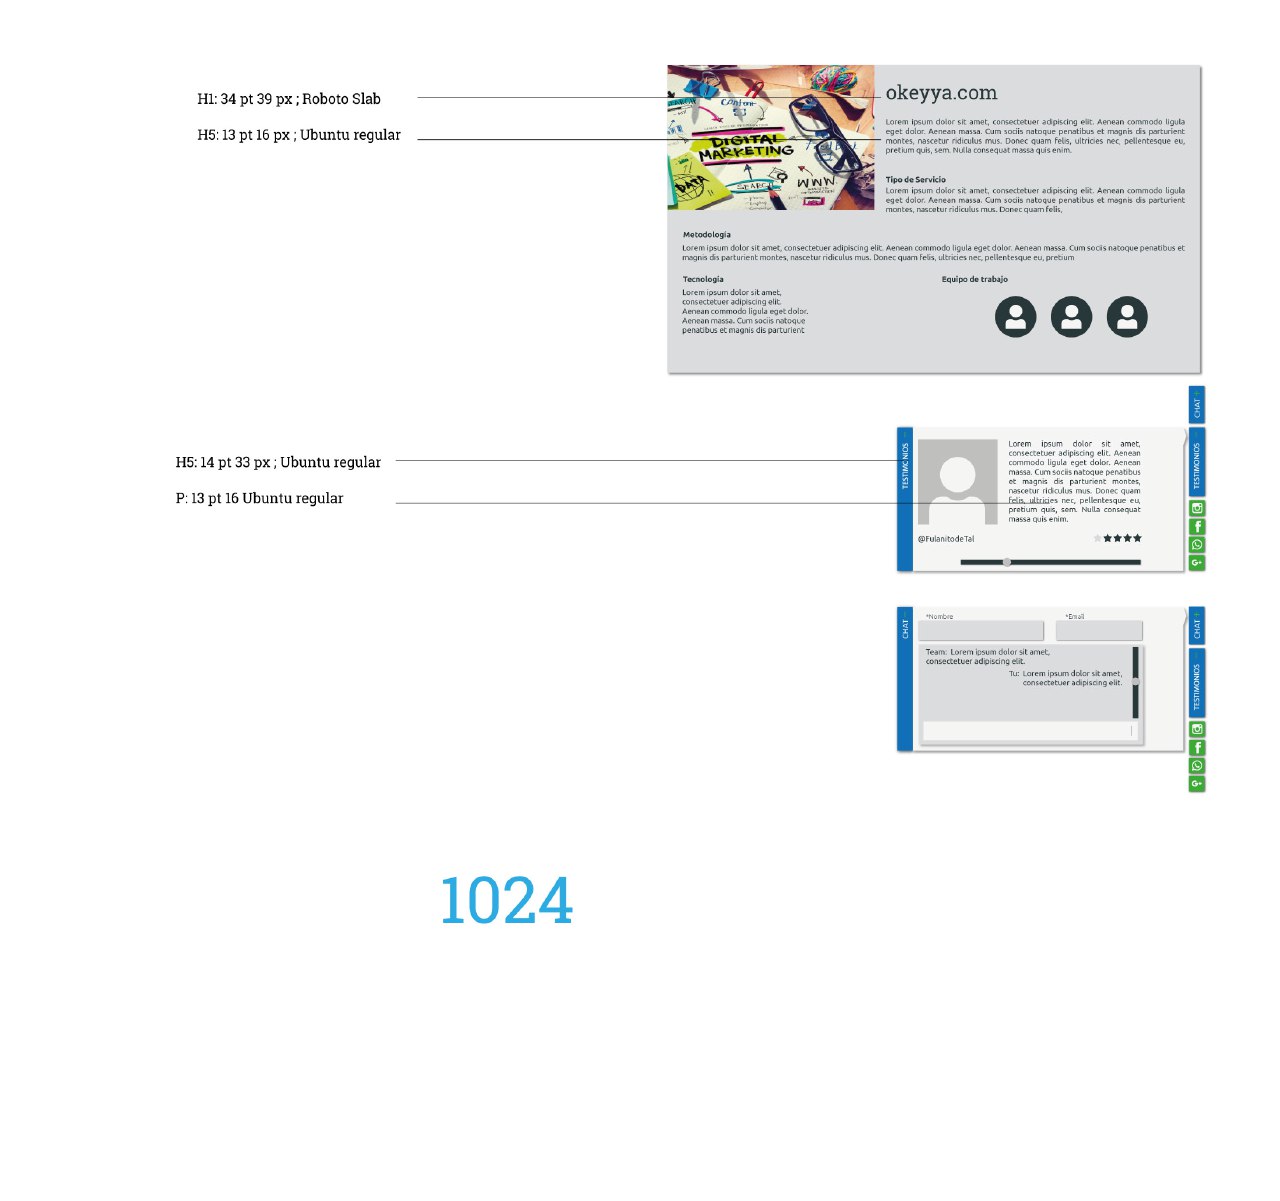 H1: 34 pt 39 px ; Roboto Slab
H5: 13 pt 16 px ; Ubuntu regular
content
DIGITAL
MARKETING
DATA
SEARCH
WWW
okeyya.com
Lorem ipsum dolor sit amet, consectetuer adipiscing elit. Aenean commodo ligula
eget dolor. Aenean massa. Cum sociis natoque penatibus et magnis dis parturient
montes, nascetur ridiculus mus. Donec quam felis, ultricies nec, pellentesque eu,
pretium quis, sem. Nulla consequat massa quis enim.
Tipo de Servicio
Lorem ipsum dolor sit amet, consectetuer adipiscing elit. Aenean commodo ligula
eget dolor. Aenean massa. Cum sociis natoque penatibus et magnis dis parturient
montes, nascetur ridiculus mus. Donec quam felis,
Metodología
Lorem ipsum dolor sit amet, consectetuer adipiscing elit. Aenean commodo ligula eget dolor. Aenean massa. Cum sociis natoque penatibus et
magnis dis parturient montes, nascetur ridiculus mus. Donec quam felis, ultricies nec, pellentesque eu, pretium
Tecnología
Lorem ipsum dolor sit amet,
consectetuer adipiscing elit.
Aenean commodo ligula eget dolor.
Aenean massa. Cum sociis natoque
penatibus et magnis dis parturient
Equipo de trabajo
CHAT +
H5: 14 pt 33 px ; Ubuntu regular
P: 13 pt 16 Ubuntu regular
TESTIMONIOS -
Lorem ipsum dolor sit amet,
consectetuer adipiscing elit. Aenean
commodo ligula eget dolor. Aenean
massa. Cum sociis natoque penatibus
et magnis dis parturient montes,
nascetur ridiculus mus. Donec quam
felis, ultricies nec, pellentesque eu,
pretium quis, sem. Nulla consequat
massa quis enim.
@FulanitodeTal
TESTIMONIOS -
CHAT -
*Nombre
*Email
Team: Lorem ipsum dolor sit amet,
consectetuer adipiscing elit.
Tu: Lorem ipsum dolor sit amet,
consectetuer adipiscing elit.
CHAT +
TESTIMONIOS -
1024